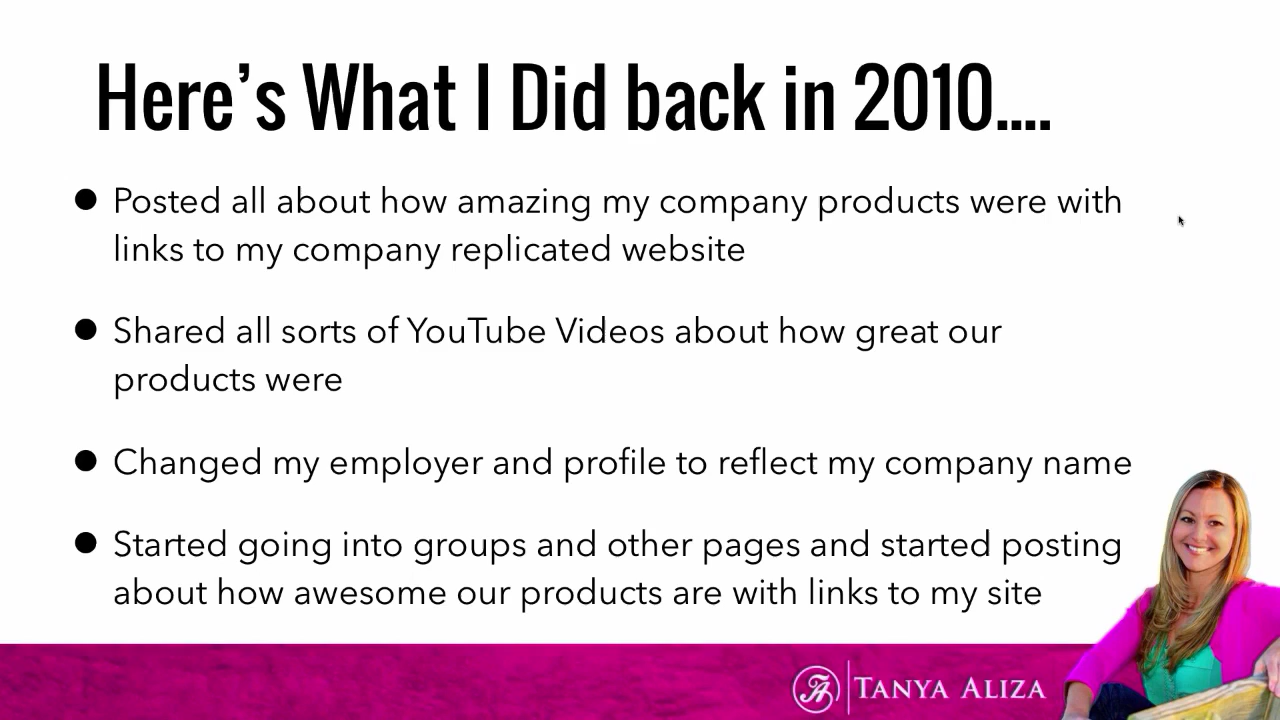 Here’s What I Did back in 2010....
● Posted all about how amazing my company products were with
links to my company replicated website
● Shared all sorts of YouTube Videos about how great our
products were
● Changed my employer and profile to reflect my company name
● Started going into groups and other pages and started posting
about how awesome our products are with links to my site
TANYA ALIZA